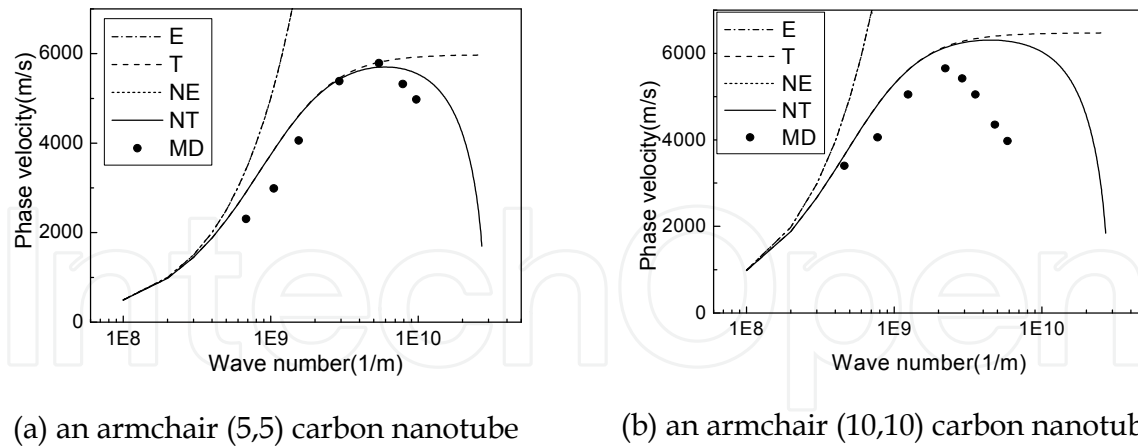 E
T
NE
NT
MD
6000
4000
2000
0
Phase velocity(m/s)
1E8
1E9
1E10
Wave number(1/m)
(a) an armchair (5,5) carbon nanotube
E
T
NE
NT
MD
6000
4000
2000
0
Phase velocity(m/s)
1E8
1E9
1E10
Wave number(1/m)
(b) an armchair (10,10) carbon nanotub
IntechOpen